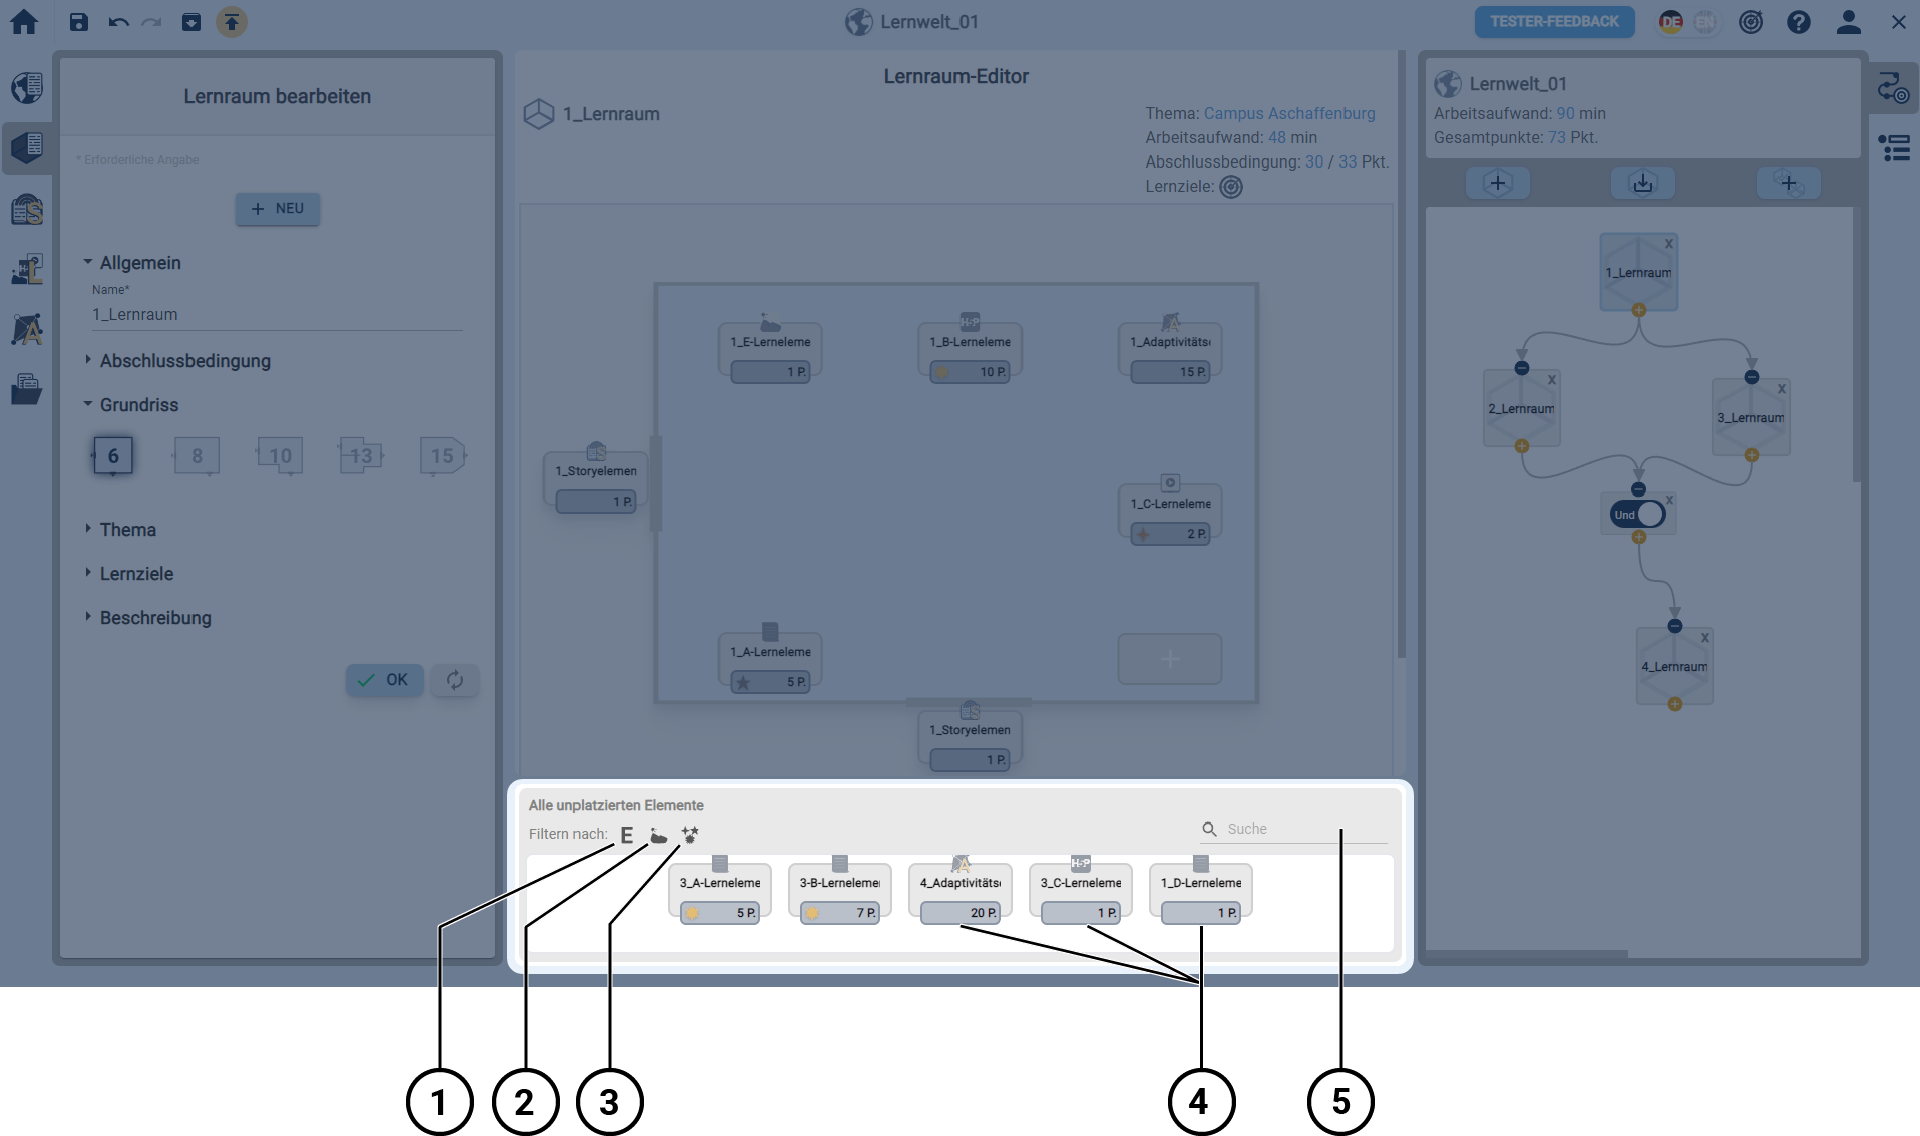 Lernwelt_01
TESTER-FEEDBACK
DE EN
Lernraum bearbeiten
* Erforderliche Angabe
+ NEU
Allgemein
Name*
1_Lernraum
Abschlussbedingung
Grundriss
6 8 10 13 15
Thema
Lernziele
Beschreibung
OK
Lernraum-Editor
1_Lernraum
Thema: Campus Aschaffenburg
Arbeitsaufwand: 48 min
Abschlussbedingung: 30 / 33 Pkt.
Lernziele:
1_E-Lerneleme
1 P.
H-P
1_B-Lerneleme
10 P.
1_Adaptivitäts
15 P.
1_Storyelemen
1 P.
1_C-Lerneleme
2 P.
1_A-Lerneleme
5 P.
1_Storyelemen
1 P.
Alle unplatzierten Elemente
Filtern nach: E
Suche
3_A-Lerneleme
5 P.
3-B-Lerneleme
7 P.
4_Adaptivitäts
20 P.
H-P
3_C-Lerneleme
1 P.
1_D-Lerneleme
1 P.
Lernwelt_01
Arbeitsaufwand: 90 min
Gesamtpunkte: 73 Pkt.
X
1_Lernraum
X
2_Lernraum
X
3_Lernraum
X
Und
X
4_Lernraum
1
2
3
4
5